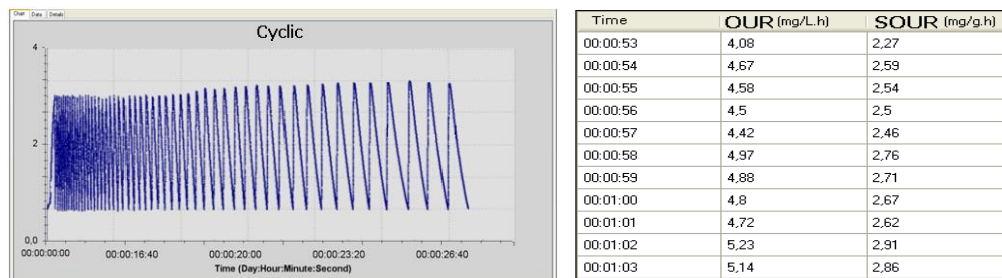 Chart Data Details
Cyclic
4
2
0,0
00:00:00:00 00:00:16:40 00:00:20:00 00:00:23:20 00:00:26:40
Time (Day:Hour:Minute:Second)
Time OUR (mg/L.h) SOUR (mg/g.h)
00:00:53 4,08 2,27
00:00:54 4,67 2,59
00:00:55 4,58 2,54
00:00:56 4,5 2,5
00:00:57 4,42 2,46
00:00:58 4,97 2,76
00:00:59 4,88 2,71
00:01:00 4,8 2,67
00:01:01 4,72 2,62
00:01:02 5,23 2,91
00:01:03 5,14 2,86